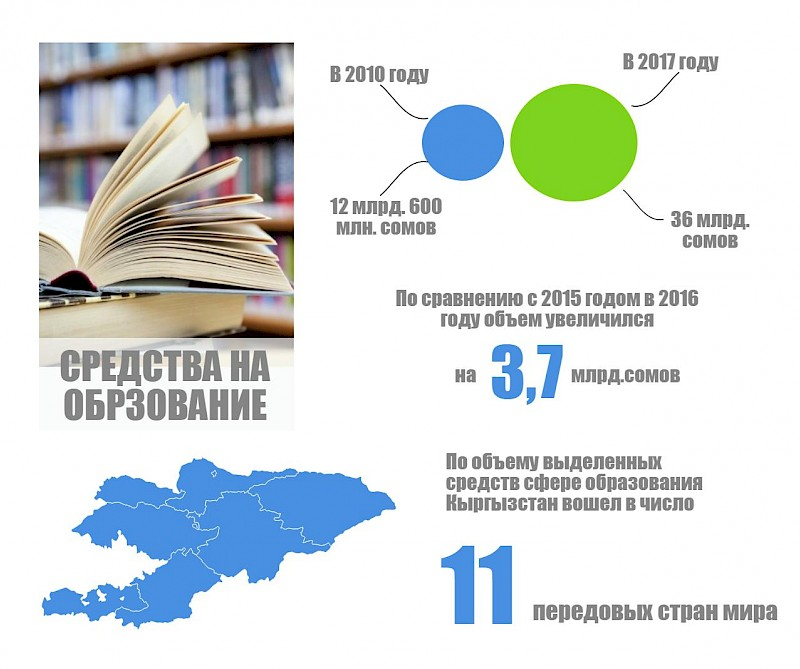 В 2010 году
В 2017 году
12 млрд. 600
млн. сомов
36 млрд.
сомов
По сравнению с 2015 годом в 2016
году объем увеличился
на 3,7 млрд.сомов
СРЕДСТВА НА
ОБРЗОВАНИЕ
По объему выделенных
средств сфере образования
Кыргызстан вошел в число
11 передовых стран мира